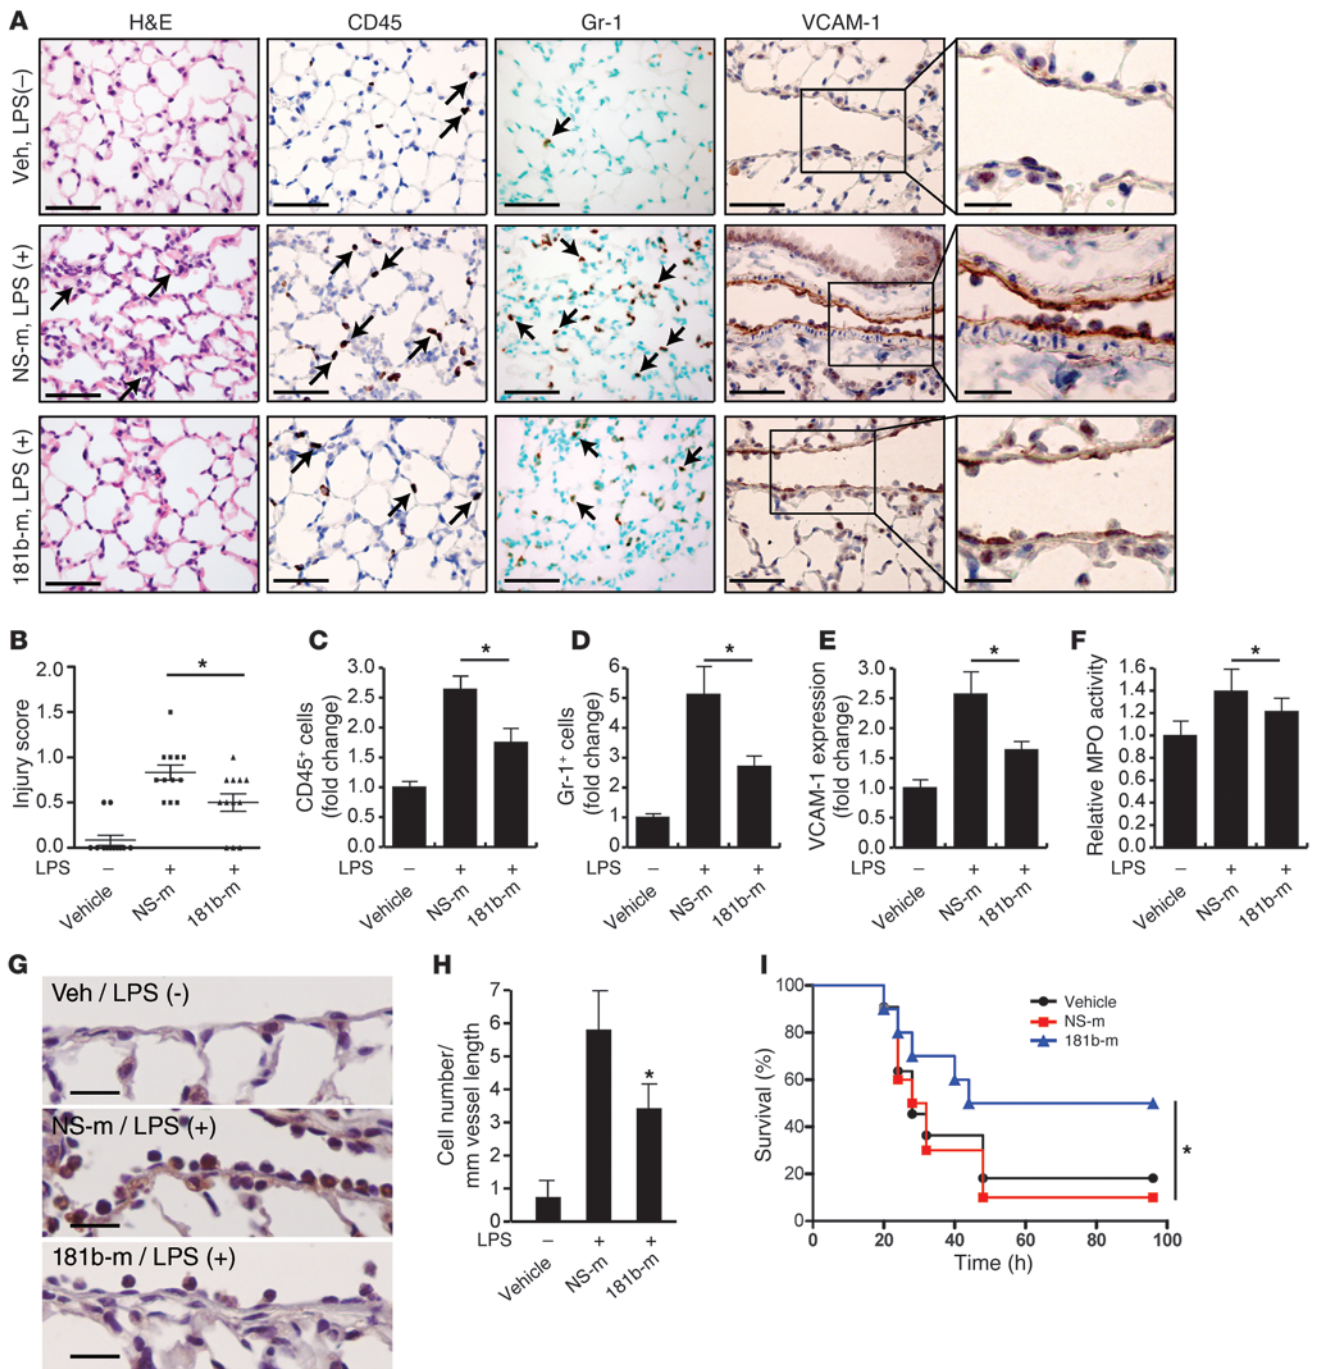 A
H&E
CD45
Gr-1
VCAM-1
Veh, LPS(–)
NS-m, LPS (+)
181b-m, LPS (+)
B
Injury score
2.0
1.5
1.0
0.5
0.0
*
LPS – + +
Vehicle NS-m 181b-m
C
CD45+ cells
(fold change)
3.0
2.5
2.0
1.5
1.0
0.5
0.0
*
LPS – + +
Vehicle NS-m 181b-m
D
Gr-1+ cells
(fold change)
6
5
4
3
2
1
0
*
LPS – + +
Vehicle NS-m 181b-m
E
VCAM-1 expression
(fold change)
3.0
2.5
2.0
1.5
1.0
0.5
0.0
*
LPS – + +
Vehicle NS-m 181b-m
F
Relative MPO activity
1.6
1.4
1.2
1.0
0.8
0.6
0.4
0.2
0.0
*
LPS – + +
Vehicle NS-m 181b-m
G
Veh / LPS (-)
NS-m / LPS (+)
181b-m / LPS (+)
H
Cell number/
mm vessel length
7
6
5
4
3
2
1
0
*
LPS – + +
Vehicle NS-m 181b-m
I
Survival (%)
100
80
60
40
20
0
Vehicle
NS-m
181b-m
*
0 20 40 60 80 100
Time (h)